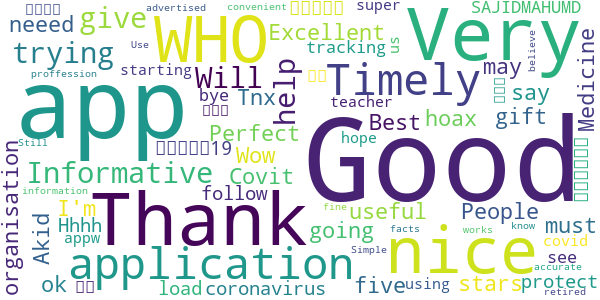 advertised convenient super SAJIDMAHUMD
neeed give WHO Excellent us Very
trying Use tracking
proffession starting Will help Timely may say Medicine
app bye Tnx teacher believe
Perfect Best hoax gift
19 Wow hope
organisation Informative Covit Good
Still follow
Thank I'm going useful People must
information Akid Hhhh nice fine facts works know covid see
appw application five stars Simple accurate protect
ok load coronavirus using retired